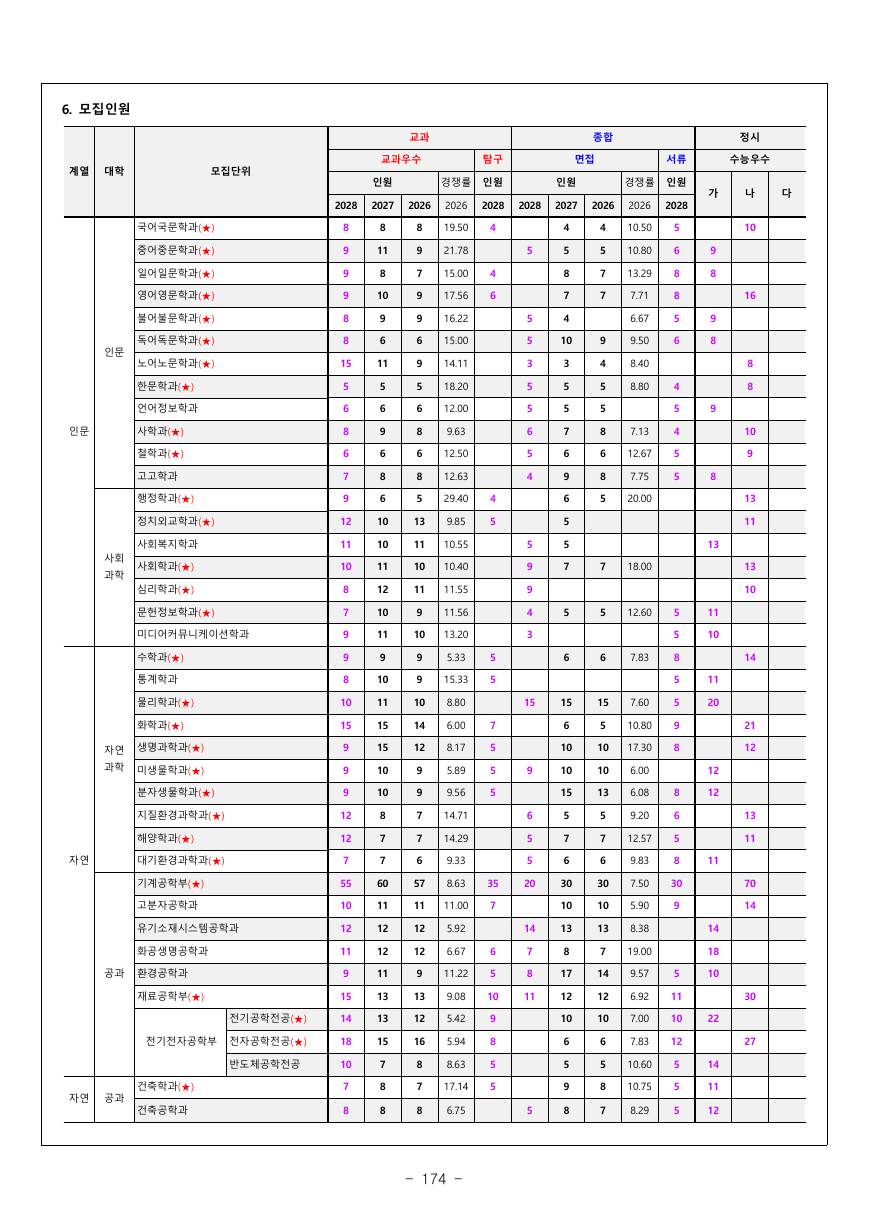 6. 모집인원
계열 대학 모집단위 교과 종합 정시
교과우수 탐구 면접 서류 수능우수
인원 경쟁률 인원 인원 경쟁률 인원 가 나 다
2028 2027 2026 2026 2028 2028 2027 2026 2026 2028
인문 인문 국어국문학과(★) 8 8 8 19.50 4 4 4 10.50 5 10
중어중문학과(★) 9 11 9 21.78 5 5 5 10.80 6 9
일어일문학과(★) 9 8 7 15.00 4 8 7 13.29 8 8
영어영문학과(★) 9 10 9 17.56 6 7 7 7.71 8 16
불어불문학과(★) 8 9 9 16.22 5 4 6.67 5 9
독어독문학과(★) 8 6 6 15.00 5 10 9 9.50 6 8
노어노문학과(★) 15 11 9 14.11 3 3 4 8.40 8
한문학과(★) 5 5 5 18.20 5 5 5 8.80 4 8
언어정보학과 6 6 6 12.00 5 5 5 5 9
사학과(★) 8 9 8 9.63 6 7 8 7.13 4 10
철학과(★) 6 6 6 12.50 5 6 6 12.67 5 9
고고학과 7 8 8 12.63 4 9 8 7.75 5 8
사회과학 행정학과(★) 9 6 5 29.40 4 6 5 20.00 13
정치외교학과(★) 12 10 13 9.85 5 5 11
사회복지학과 11 10 11 10.55 5 5 13
사회학과(★) 10 11 10 10.40 9 7 7 18.00 13
심리학과(★) 8 12 11 11.55 9 10
문헌정보학과(★) 7 10 9 11.56 4 5 5 12.60 5 11
미디어커뮤니케이션학과 9 11 10 13.20 3 5 10
자연 자연과학 수학과(★) 9 9 9 5.33 5 6 6 7.83 8 14
통계학과 8 10 9 15.33 5 5 11
물리학과(★) 10 11 10 8.80 15 15 15 7.60 5 20
화학과(★) 15 15 14 6.00 7 6 5 10.80 9 21
생명과학과(★) 9 15 12 8.17 5 10 10 17.30 8 12
미생물학과(★) 9 10 9 5.89 5 9 10 10 6.00 12
분자생물학과(★) 9 10 9 9.56 5 15 13 6.08 8 12
지질환경과학과(★) 12 8 7 14.71 6 5 5 9.20 6 13
해양학과(★) 12 7 7 14.29 5 7 7 12.57 5 11
대기환경과학과(★) 7 7 6 9.33 5 6 6 9.83 8 11
공과 기계공학부(★) 55 60 57 8.63 35 20 30 30 7.50 30 70
고분자공학과 10 11 11 11.00 7 10 10 5.90 9 14
유기소재시스템공학과 12 12 12 5.92 14 13 13 8.38 14
화공생명공학과 11 12 12 6.67 6 7 8 7 19.00 18
환경공학과 9 11 9 11.22 5 8 17 14 9.57 5 10
재료공학부(★) 15 13 13 9.08 10 11 12 12 6.92 11 30
전기전자공학부 전기공학전공(★) 14 13 12 5.42 9 10 10 7.00 10 22
전자공학전공(★) 18 15 16 5.94 8 6 6 7.83 12 27
반도체공학전공 10 7 8 8.63 5 5 5 10.60 5 14
자연 공과 건축학과(★) 7 8 7 17.14 5 9 8 10.75 5 11
건축공학과 8 8 8 6.75 5 8 7 8.29 5 12
- 174 -